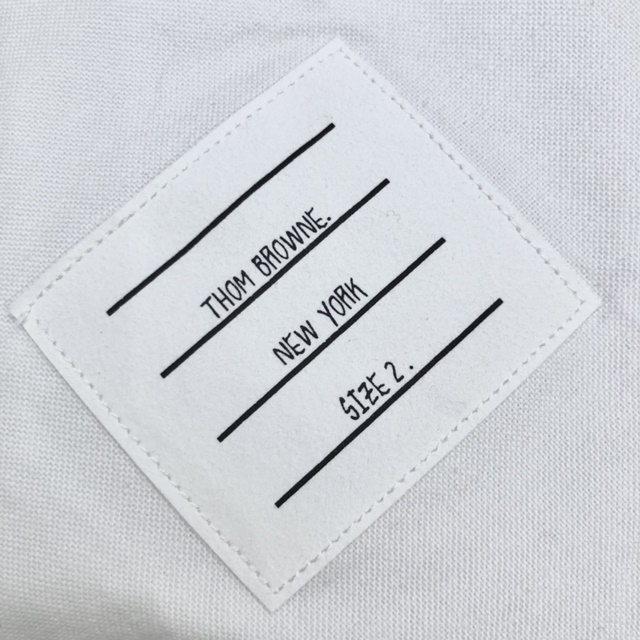 THOM BROWNE.
NEW YORK
SIZE 2.